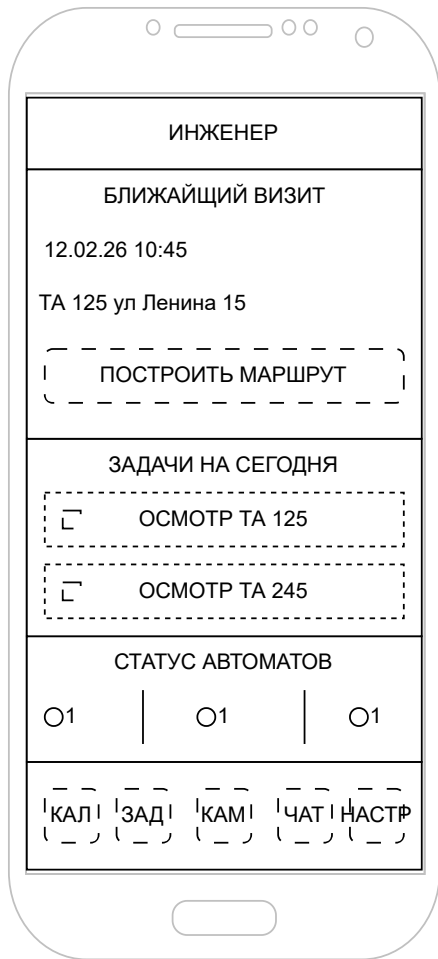 ИНЖЕНЕР
БЛИЖАЙЩИЙ ВИЗИТ
12.02.26 10:45
ТА 125 ул Ленина 15
ПОСТРОИТЬ МАРШРУТ
ЗАДАЧИ НА СЕГОДНЯ
ОСМОТР ТА 125
ОСМОТР ТА 245
СТАТУС АВТОМАТОВ
1 1 1
КАЛ ЗАД КАМ ЧАТ НАСТР